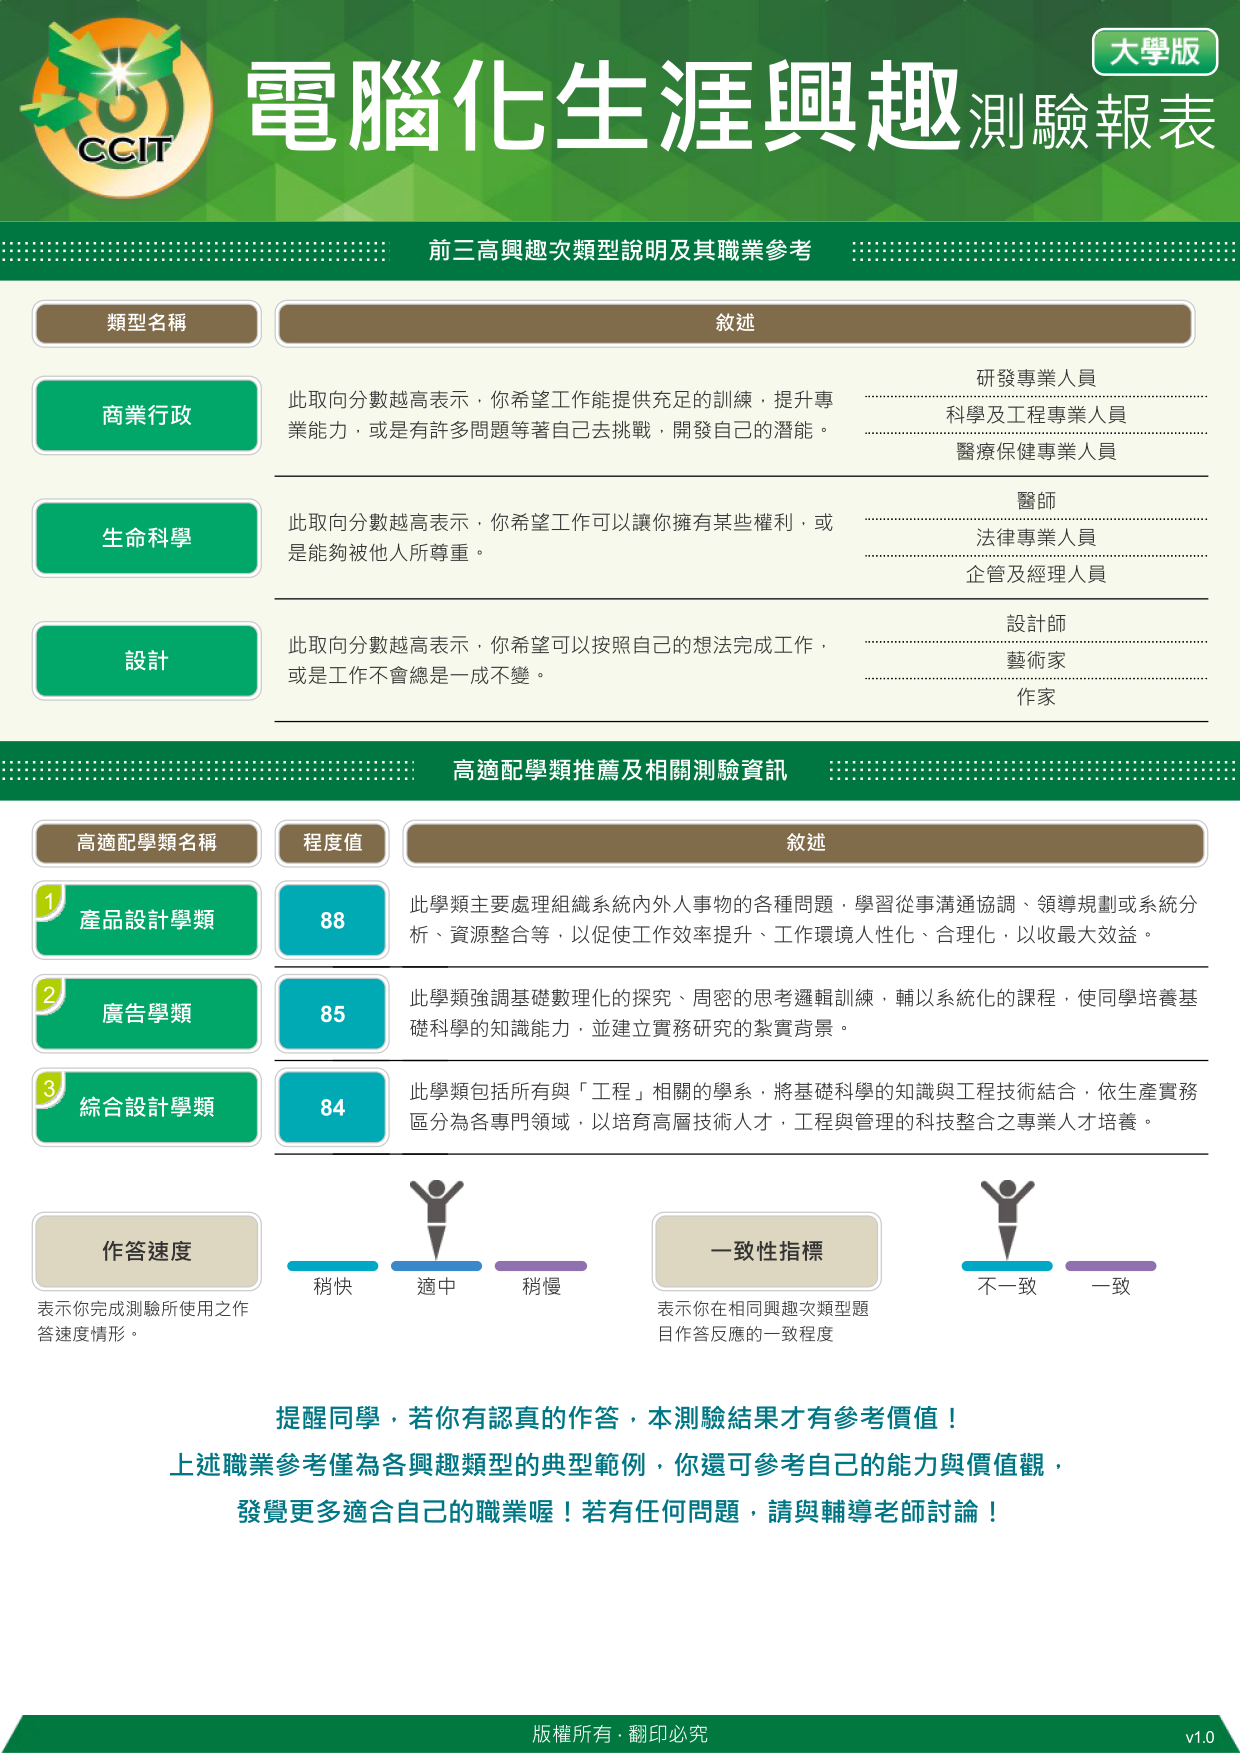 CCIT
大學版
電腦化生涯興趣測驗報表
前三高興趣次類型說明及其職業參考
類型名稱
敘述
商業行政
此取向分數越高表示，你希望工作能提供充足的訓練，提升專
業能力，或是有許多問題等著自己去挑戰，開發自己的潛能。
研發專業人員
科學及工程專業人員
醫療保健專業人員
生命科學
此取向分數越高表示，你希望工作可以讓你擁有某些權利，或
是能夠被他人所尊重。
醫師
法律專業人員
企管及經理人員
設計
此取向分數越高表示，你希望可以按照自己的想法完成工作，
或是工作不會總是一成不變。
設計師
藝術家
作家
高適配學類推薦及相關測驗資訊
高適配學類名稱
程度值
敘述
1
產品設計學類
88
此學類主要處理組織系統內外人事物的各種問題，學習從事溝通協調、領導規劃或系統分
析、資源整合等，以促使工作效率提升、工作環境人性化、合理化，以收最大效益。
2
廣告學類
85
此學類強調基礎數理化的探究、周密的思考邏輯訓練，輔以系統化的課程，使同學培養基
礎科學的知識能力，並建立實務研究的紮實背景。
3
綜合設計學類
84
此學類包括所有與「工程」相關的學系，將基礎科學的知識與工程技術結合，依生產實務
區分為各專門領域，以培育高層技術人才，工程與管理的科技整合之專業人才培養。
作答速度
稍快
適中
稍慢
表示你完成測驗所使用之作
答速度情形。
一致性指標
不一致
一致
表示你在相同興趣次類型題
目作答反應的一致程度
提醒同學，若你有認真的作答，本測驗結果才有參考價值！
上述職業參考僅為各興趣類型的典型範例，你還可參考自己的能力與價值觀，
發覺更多適合自己的職業喔！若有任何問題，請與輔導老師討論！
版權所有．翻印必究
v1.0